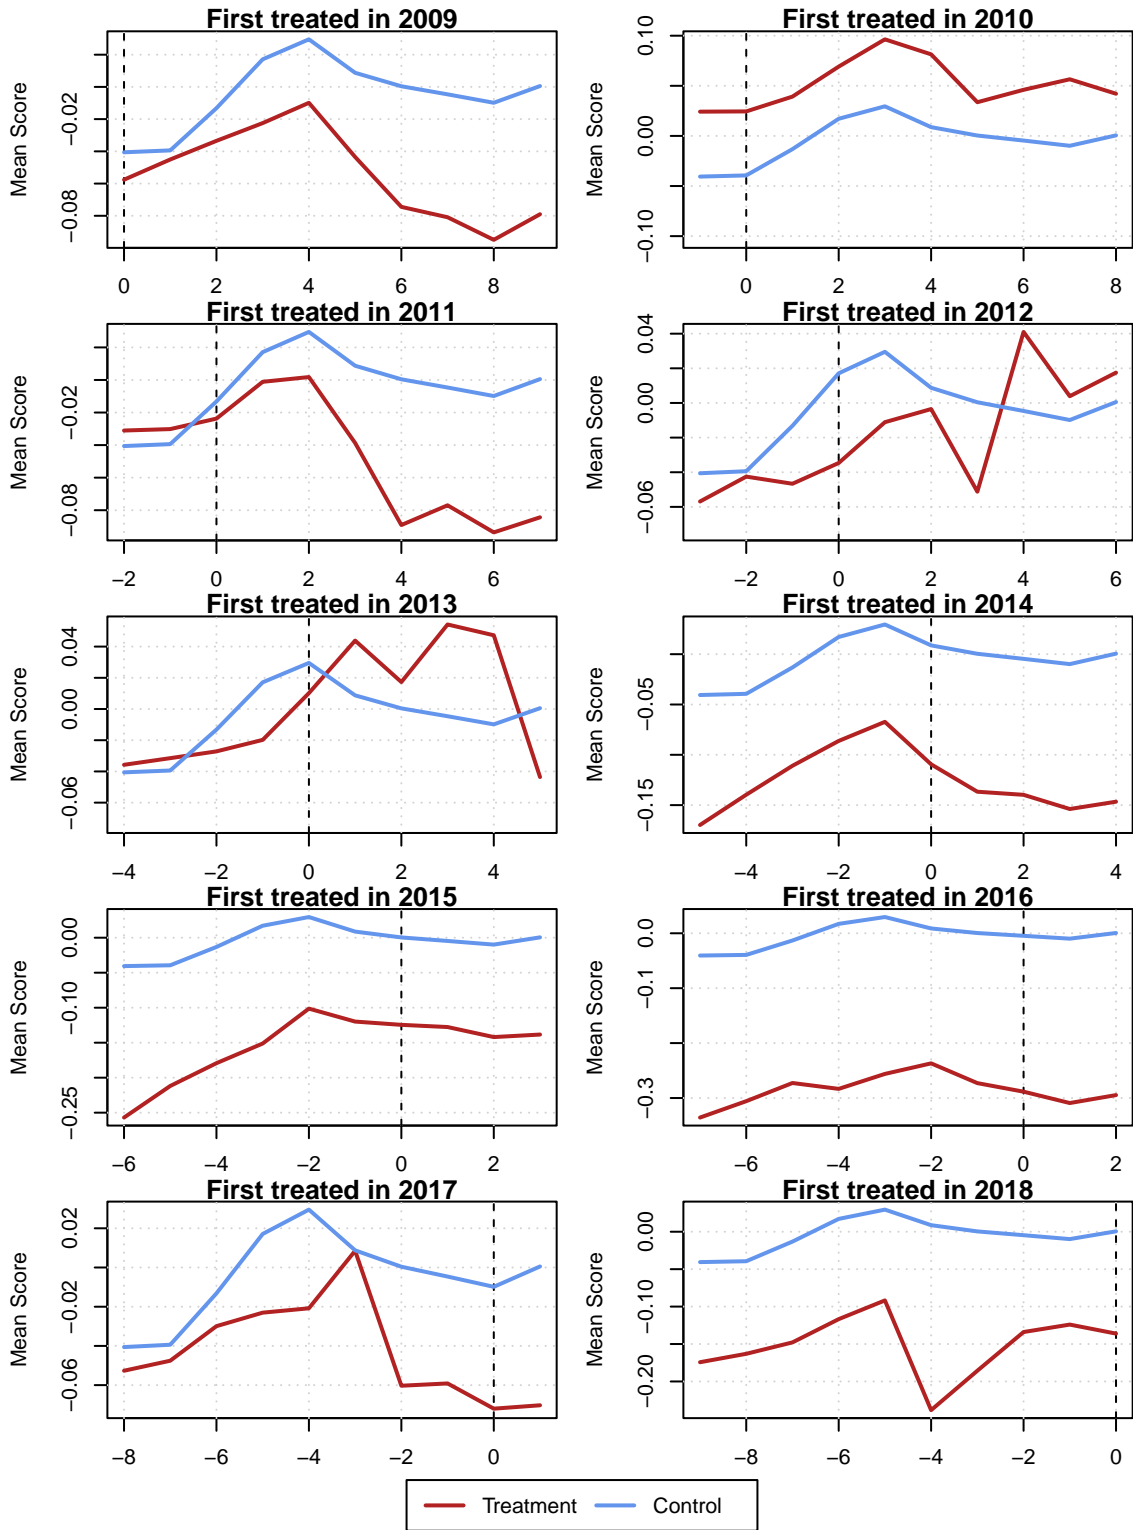 First treated in 2009
Mean Score
−0.02
−0.08
0 2 4 6 8
First treated in 2010
Mean Score
0.10
0.00
−0.10
0 2 4 6 8
First treated in 2011
Mean Score
−0.02
−0.08
−2 0 2 4 6
First treated in 2012
Mean Score
0.04
0.00
−0.06
−2 0 2 4 6
First treated in 2013
Mean Score
0.04
0.00
−0.06
−4 −2 0 2 4
First treated in 2014
Mean Score
−0.05
−0.15
−4 −2 0 2 4
First treated in 2015
Mean Score
0.00
−0.10
−0.25
−6 −4 −2 0 2
First treated in 2016
Mean Score
0.0
−0.1
−0.3
−6 −4 −2 0 2
First treated in 2017
Mean Score
0.02
−0.02
−0.06
−8 −6 −4 −2 0
First treated in 2018
Mean Score
0.00
−0.10
−0.20
−8 −6 −4 −2 0
Treatment Control